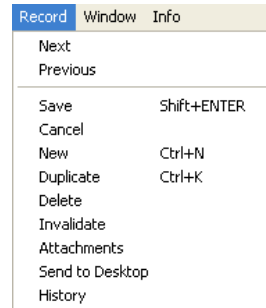 Record Window Info
Next
Previous
Save Shift+ENTER
Cancel
New Ctrl+N
Duplicate Ctrl+K
Delete
Invalidate
Attachments
Send to Desktop
History